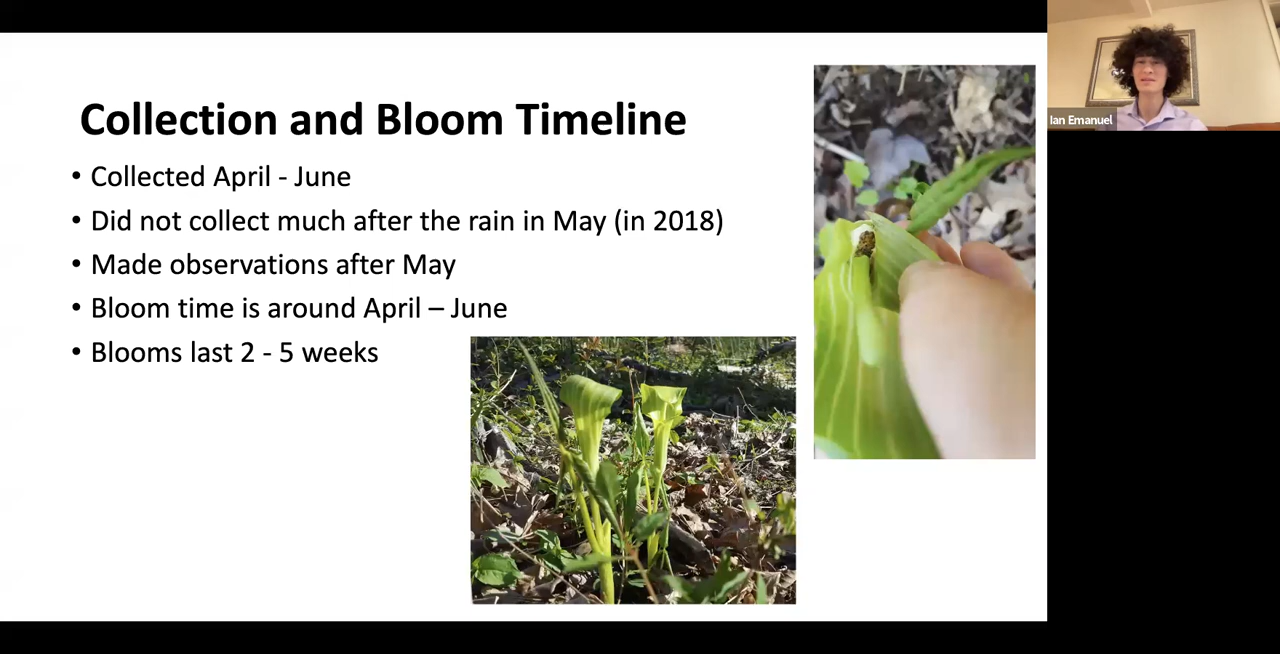 Collection and Bloom Timeline
• Collected April - June
• Did not collect much after the rain in May (in 2018)
• Made observations after May
• Bloom time is around April – June
• Blooms last 2 - 5 weeks
Ian Emanuel